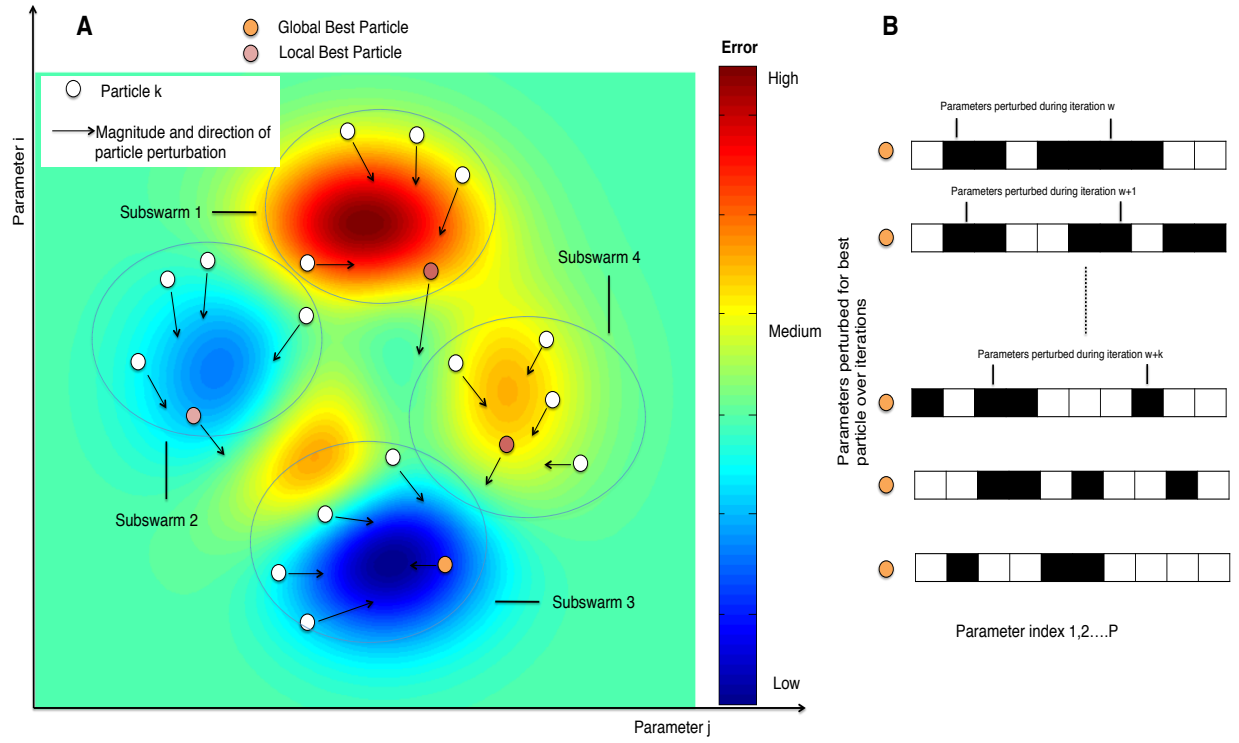 A
Global Best Particle
Local Best Particle
Particle k
Magnitude and direction of
particle perturbation
Parameter i
Subswarm 1
Subswarm 4
Subswarm 2
Subswarm 3
Parameter j
Error
High
Medium
Low
B
Parameters perturbed during iteration w
Parameters perturbed during iteration w+1
Parameters perturbed during iteration w+k
Parameters perturbed for best
particle over iterations
Parameter index 1,2....P